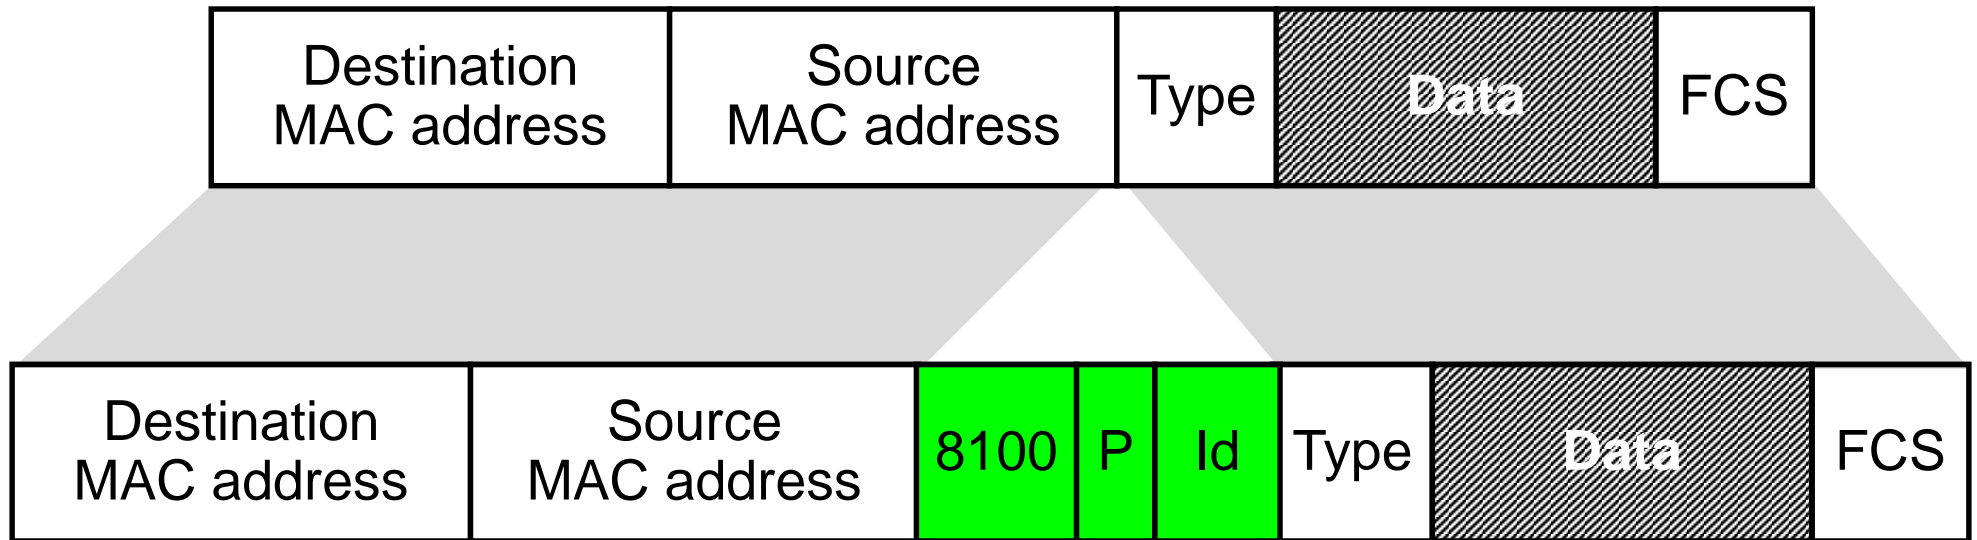 Destination
MAC address
Source
MAC address
Type
Data
FCS
Destination
MAC address
Source
MAC address
8100
P
Id
Type
Data
FCS